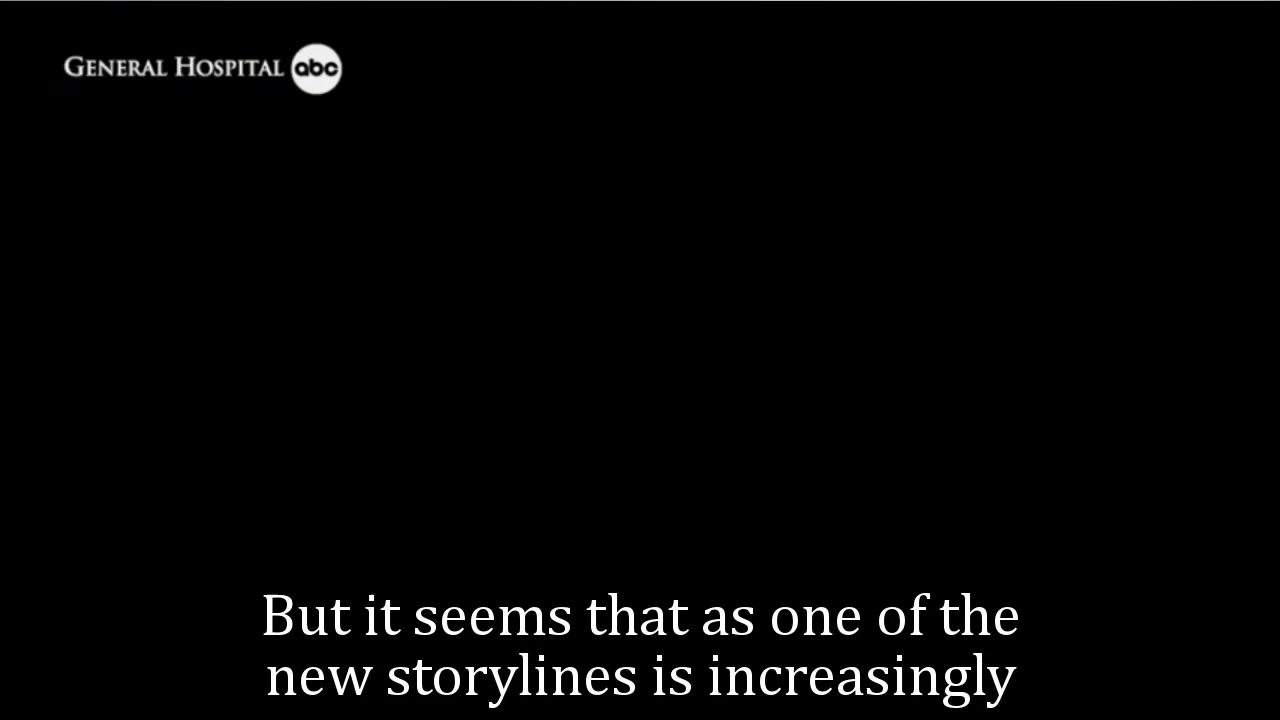 GENERAL HOSPITAL abc
But it seems that as one of the
new storylines is increasingly